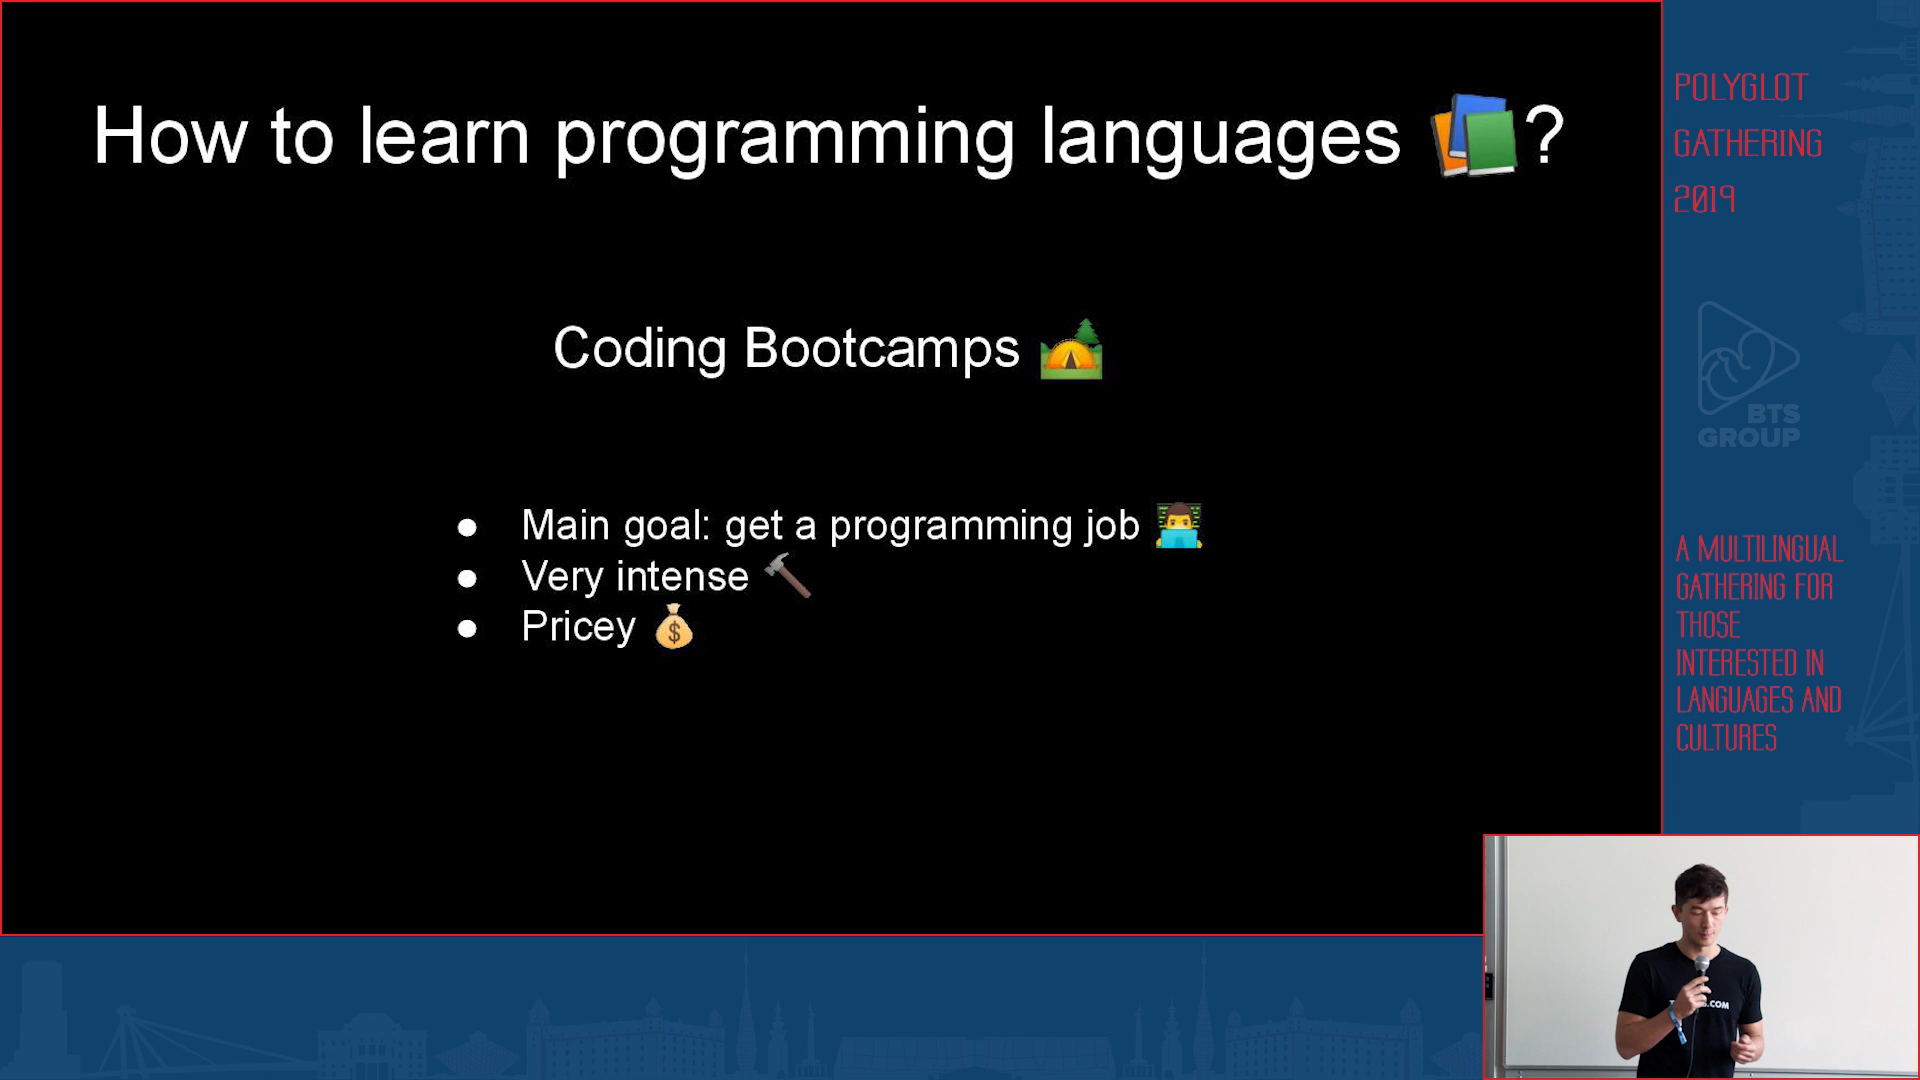 How to learn programming languages 📚?
Coding Bootcamps 🏕️
● Main goal: get a programming job 👨‍💻
● Very intense 🔨
● Pricey 💰
POLYGLOT
GATHERING
2019
BTS
GROUP
A MULTILINGUAL
GATHERING FOR
THOSE
INTERESTED IN
LANGUAGES AND
CULTURES